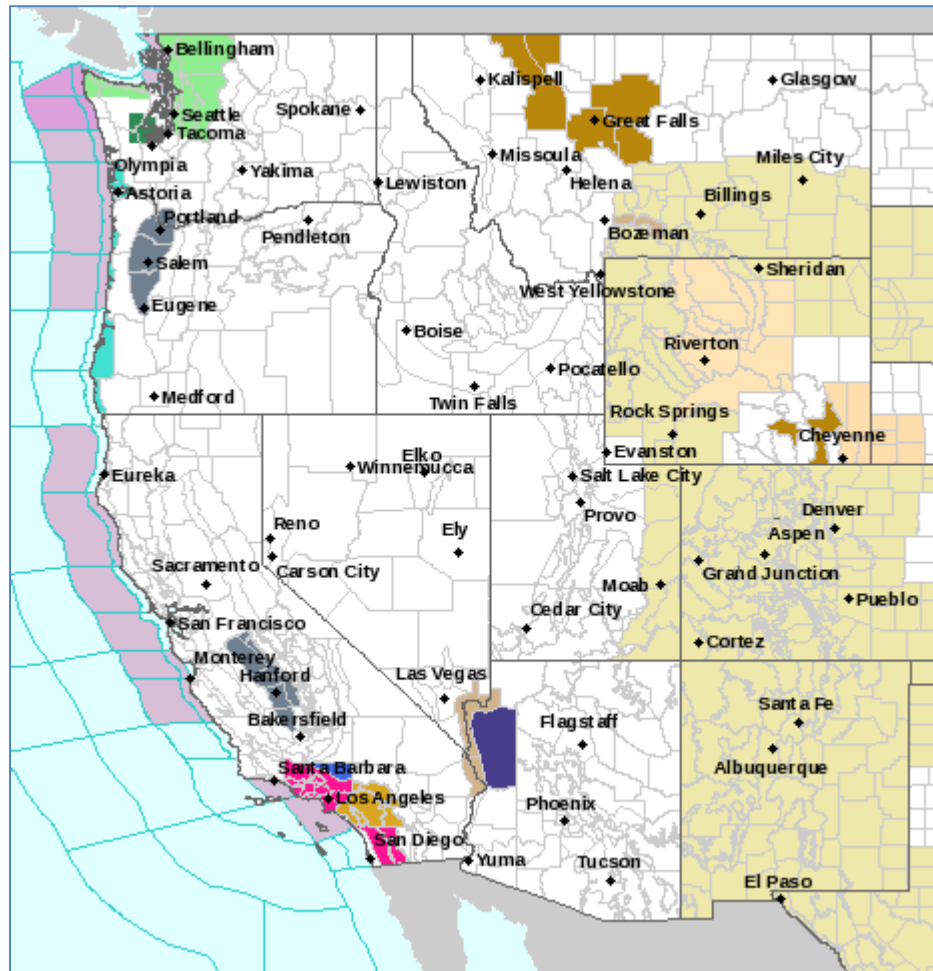 Bellingham
Kalispell
Glasgow
Spokane
Seattle
Great Falls
Tacoma
Olympia
Missoula
Miles City
Yakima
Lewiston
Helena
Astoria
Billings
Portland
Pendleton
Bozeman
Salem
West Yellowstone
Sheridan
Eugene
Boise
Riverton
Pocatello
Medford
Twin Falls
Rock Springs
Cheyenne
Elko
Evanston
Eureka
Winnemucca
Salt Lake City
Provo
Denver
Reno
Ely
Aspen
Sacramento
Carson City
Grand Junction
Moab
Pueblo
San Francisco
Cedar City
Cortez
Monterey
Hanford
Las Vegas
Santa Fe
Bakersfield
Flagstaff
Albuquerque
Santa Barbara
Los Angeles
Phoenix
San Diego
Yuma
Tucson
El Paso